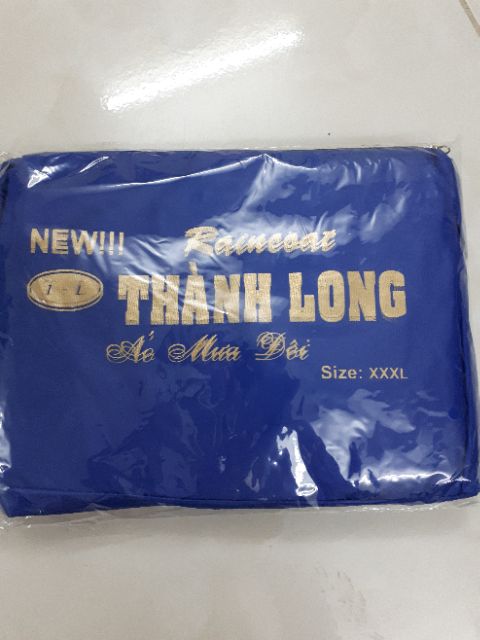 NEW!!! Raincoat
T-L THÀNH LONG
Áo Mưa Đôi
Size: XXXL